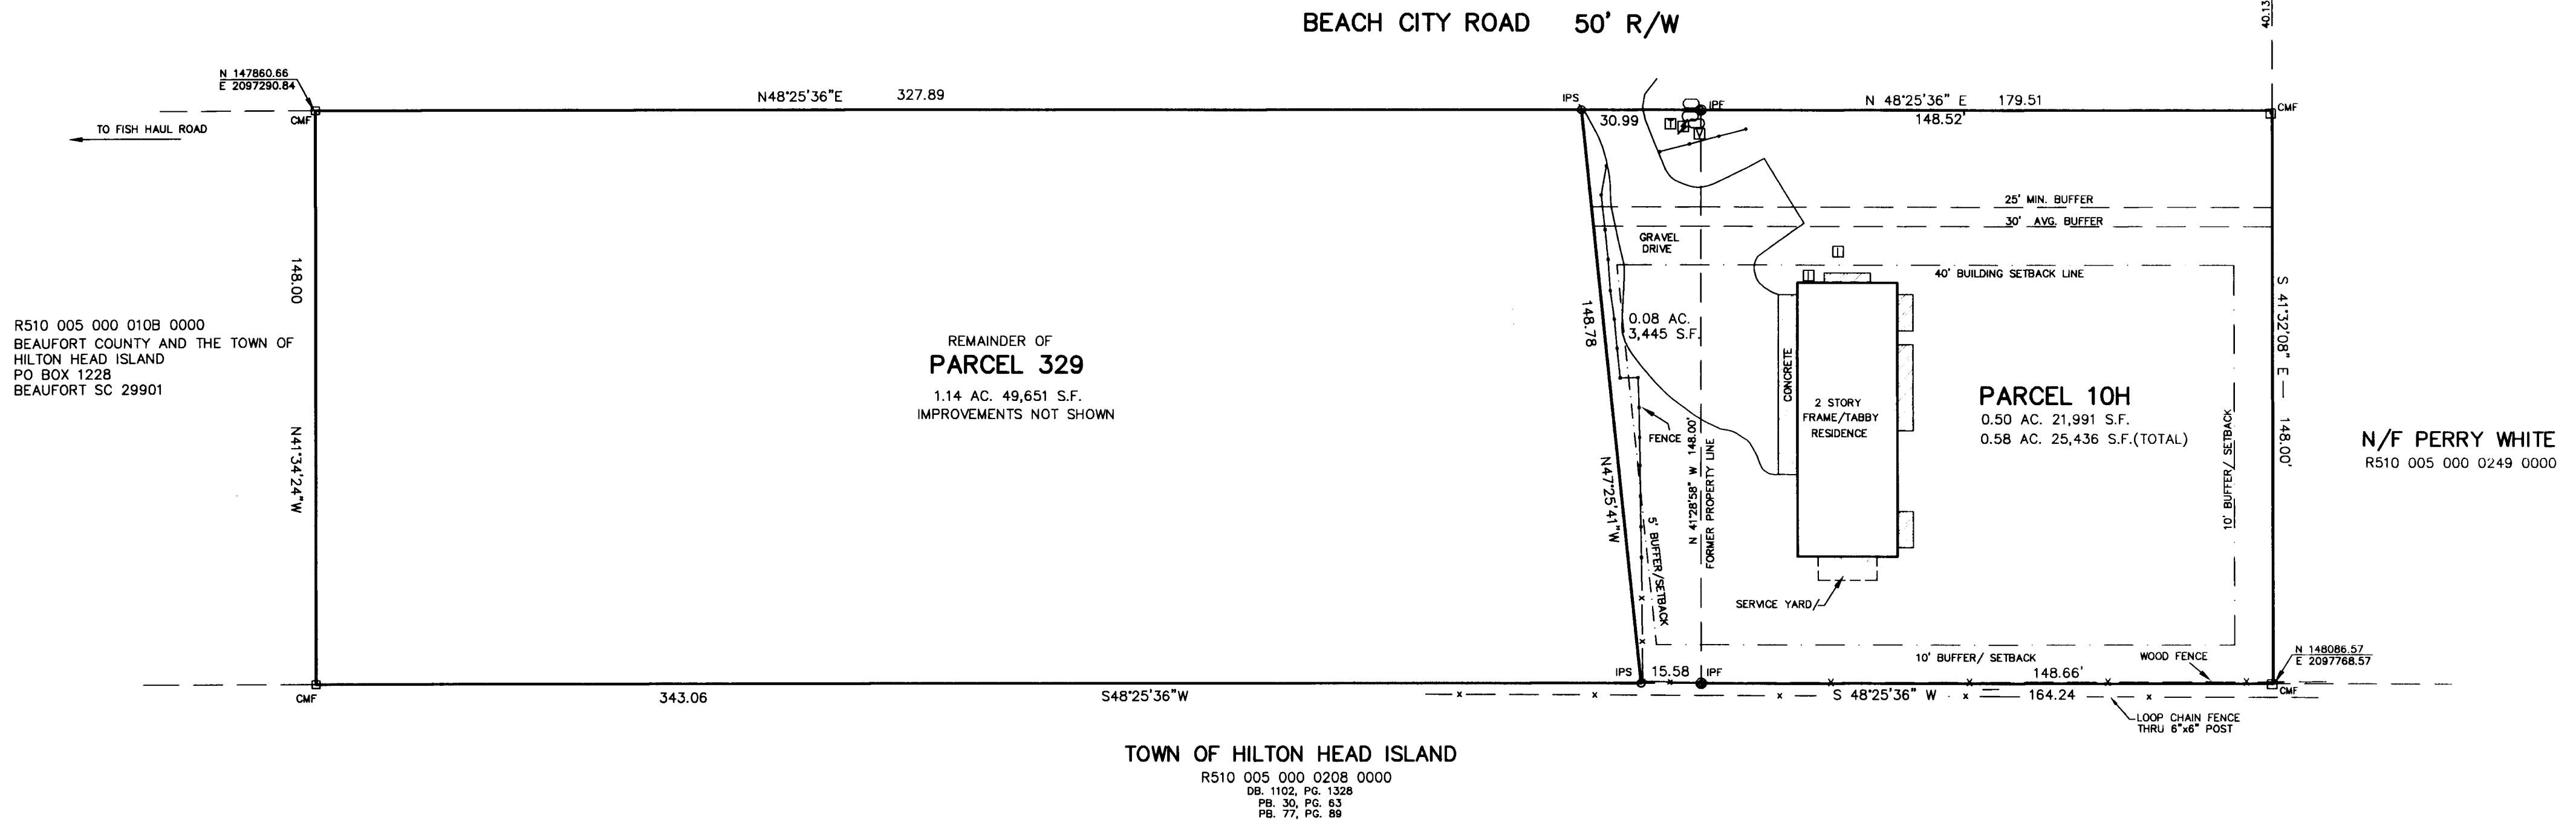 BEACH CITY ROAD 50' R/W
40.13
N 147860.66
E 2097290.84
N48°25'36"E 327.89
IPS
IPF
N 48°25'36" E 179.51
CMF
CMF
30.99
148.52'
TO FISH HAUL ROAD
T
V
25' MIN. BUFFER
30' AVG. BUFFER
GRAVEL
DRIVE
40' BUILDING SETBACK LINE
148.00
N41°34'24"W
R510 005 000 010B 0000
BEAUFORT COUNTY AND THE TOWN OF
HILTON HEAD ISLAND
PO BOX 1228
BEAUFORT SC 29901
REMAINDER OF
PARCEL 329
1.14 AC. 49,651 S.F.
IMPROVEMENTS NOT SHOWN
148.78
N47°25'41"W
0.08 AC.
3,445 S.F.
FENCE
5' BUFFER/SETBACK
N 41°28'58" W 148.00'
FORMER PROPERTY LINE
CONCRETE
2 STORY
FRAME/TABBY
RESIDENCE
SERVICE YARD
PARCEL 10H
0.50 AC. 21,991 S.F.
0.58 AC. 25,436 S.F.(TOTAL)
10' BUFFER/ SETBACK
S 41°32'08" E 148.00'
N/F PERRY WHITE
R510 005 000 0249 0000
10' BUFFER/ SETBACK
WOOD FENCE
N 148086.57
E 2097768.57
IPS
15.58
IPF
148.66'
CMF
CMF
343.06
S48°25'36"W
S 48°25'36" W
164.24
LOOP CHAIN FENCE
THRU 6"x6" POST
TOWN OF HILTON HEAD ISLAND
R510 005 000 0208 0000
DB. 1102, PG. 1328
PB. 30, PG. 63
PB. 77, PG. 89